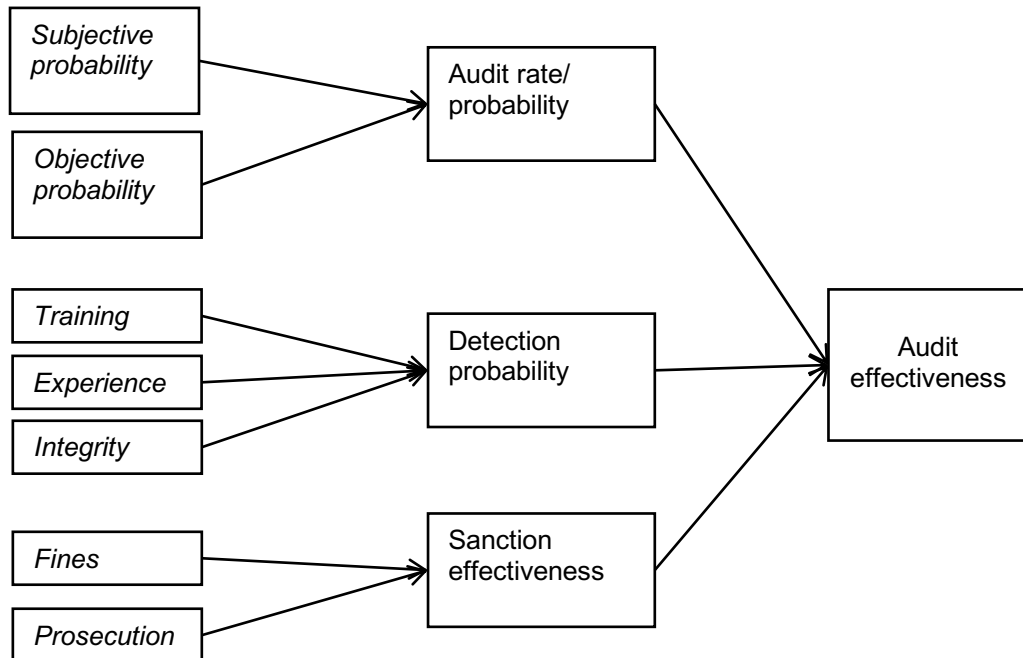 Subjective
probability
Objective
probability
Training
Experience
Integrity
Fines
Prosecution
Audit rate/
probability
Detection
probability
Sanction
effectiveness
Audit
effectiveness